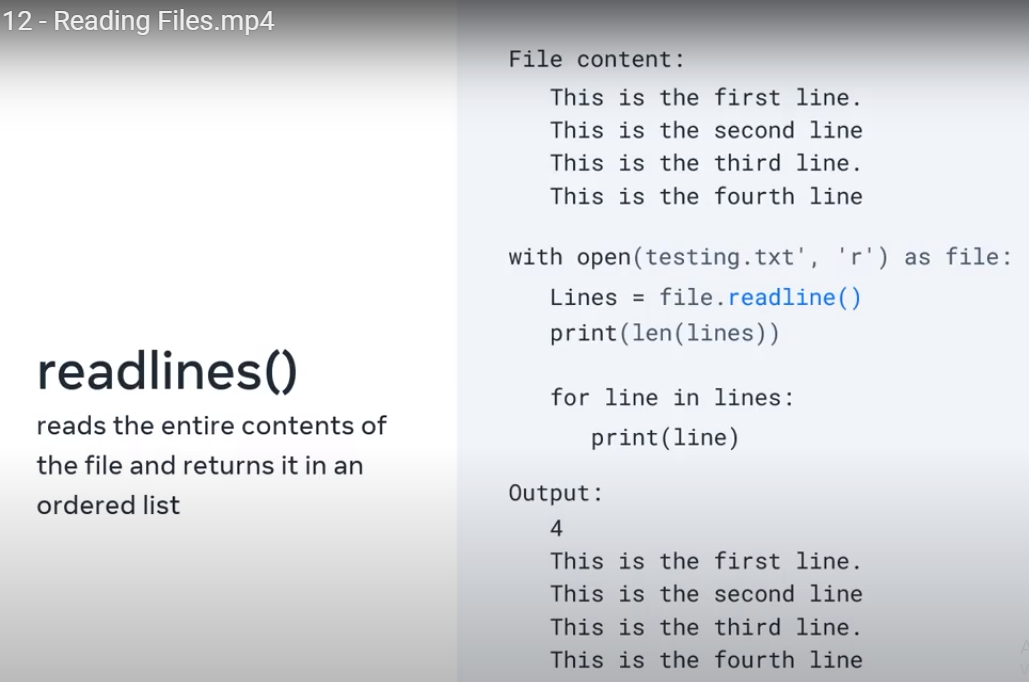 12 - Reading Files.mp4
readlines()
reads the entire contents of
the file and returns it in an
ordered list
File content:
This is the first line.
This is the second line
This is the third line.
This is the fourth line
with open(testing.txt', 'r') as file:
Lines = file.readline()
print(len(lines))
for line in lines:
print(line)
Output:
4
This is the first line.
This is the second line
This is the third line.
This is the fourth line